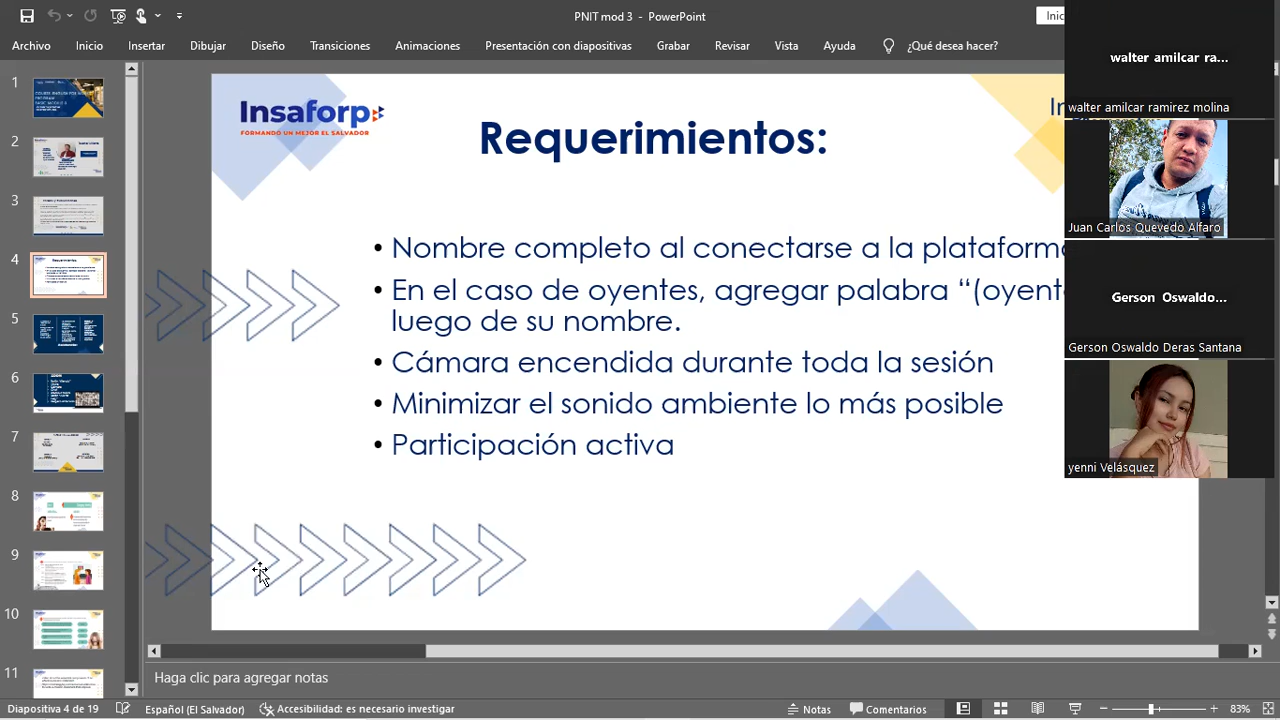 PNIT mod 3 - PowerPoint
Inic
Archivo Inicio Insertar Dibujar Diseño Transiciones Animaciones Presentación con diapositivas Grabar Revisar Vista Ayuda ¿Qué desea hacer?
1
2
3
4
5
6
7
8
9
10
11
Insaforp
FORMANDO UN MEJOR EL SALVADOR
Requerimientos:
• Nombre completo al conectarse a la plataforma
• En el caso de oyentes, agregar palabra “(oyent
luego de su nombre.
• Cámara encendida durante toda la sesión
• Minimizar el sonido ambiente lo más posible
• Participación activa
walter amilcar ra...
walter amilcar ramirez molina
Juan Carlos Quevedo Alfaro
Gerson Oswaldo...
Gerson Oswaldo Deras Santana
yenni Velásquez
Haga clic para agregar notas
Diapositiva 4 de 19 Español (El Salvador) Accesibilidad: es necesario investigar Notas Comentarios 83%